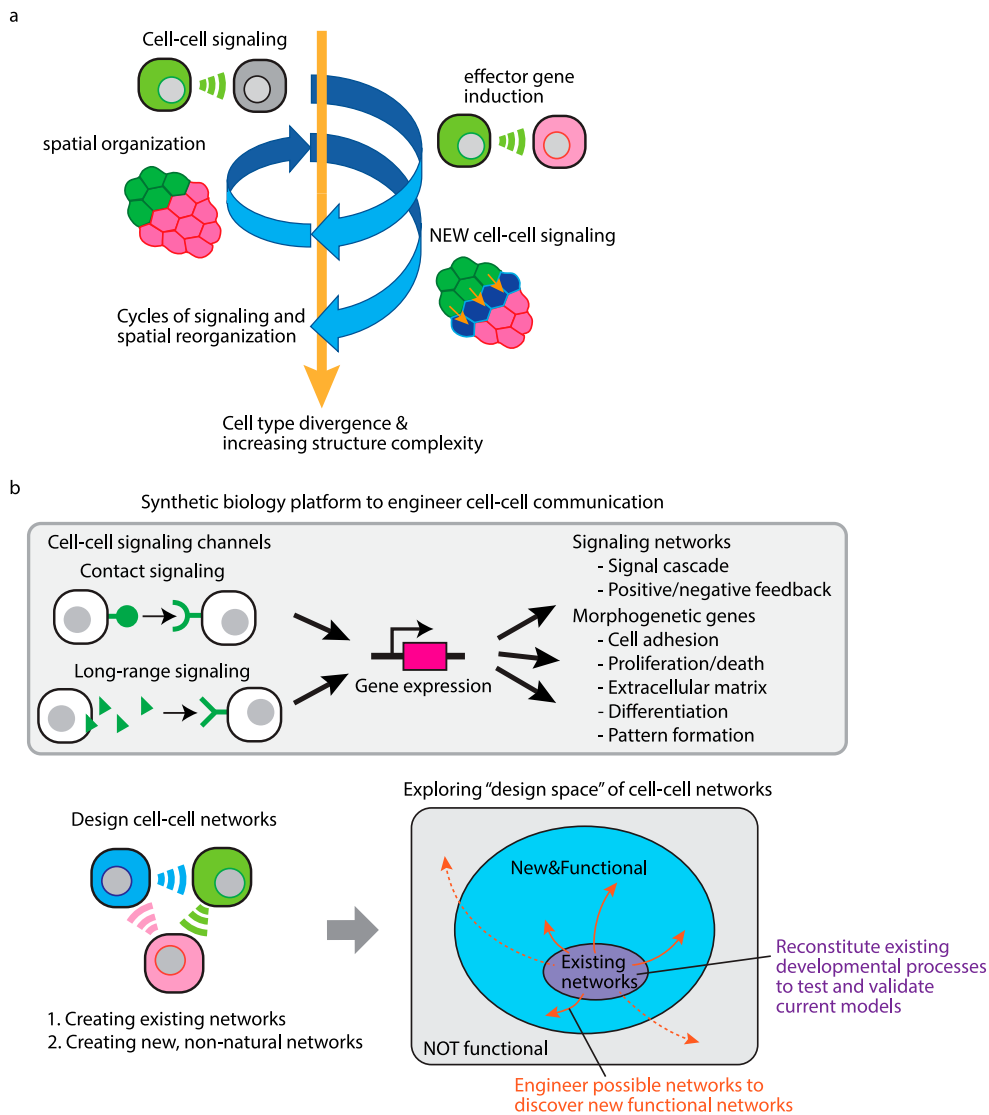 a
Cell-cell signaling
effector gene
induction
spatial organization
NEW cell-cell signaling
Cycles of signaling and
spatial reorganization
Cell type divergence &
increasing structure complexity
b
Synthetic biology platform to engineer cell-cell communication
Cell-cell signaling channels
Contact signaling
Long-range signaling
Gene expression
Signaling networks
- Signal cascade
- Positive/negative feedback
Morphogenetic genes
- Cell adhesion
- Proliferation/death
- Extracellular matrix
- Differentiation
- Pattern formation
Design cell-cell networks
1. Creating existing networks
2. Creating new, non-natural networks
Exploring “design space” of cell-cell networks
New&Functional
Existing
networks
NOT functional
Reconstitute existing
developmental processes
to test and validate
current models
Engineer possible networks to
discover new functional networks